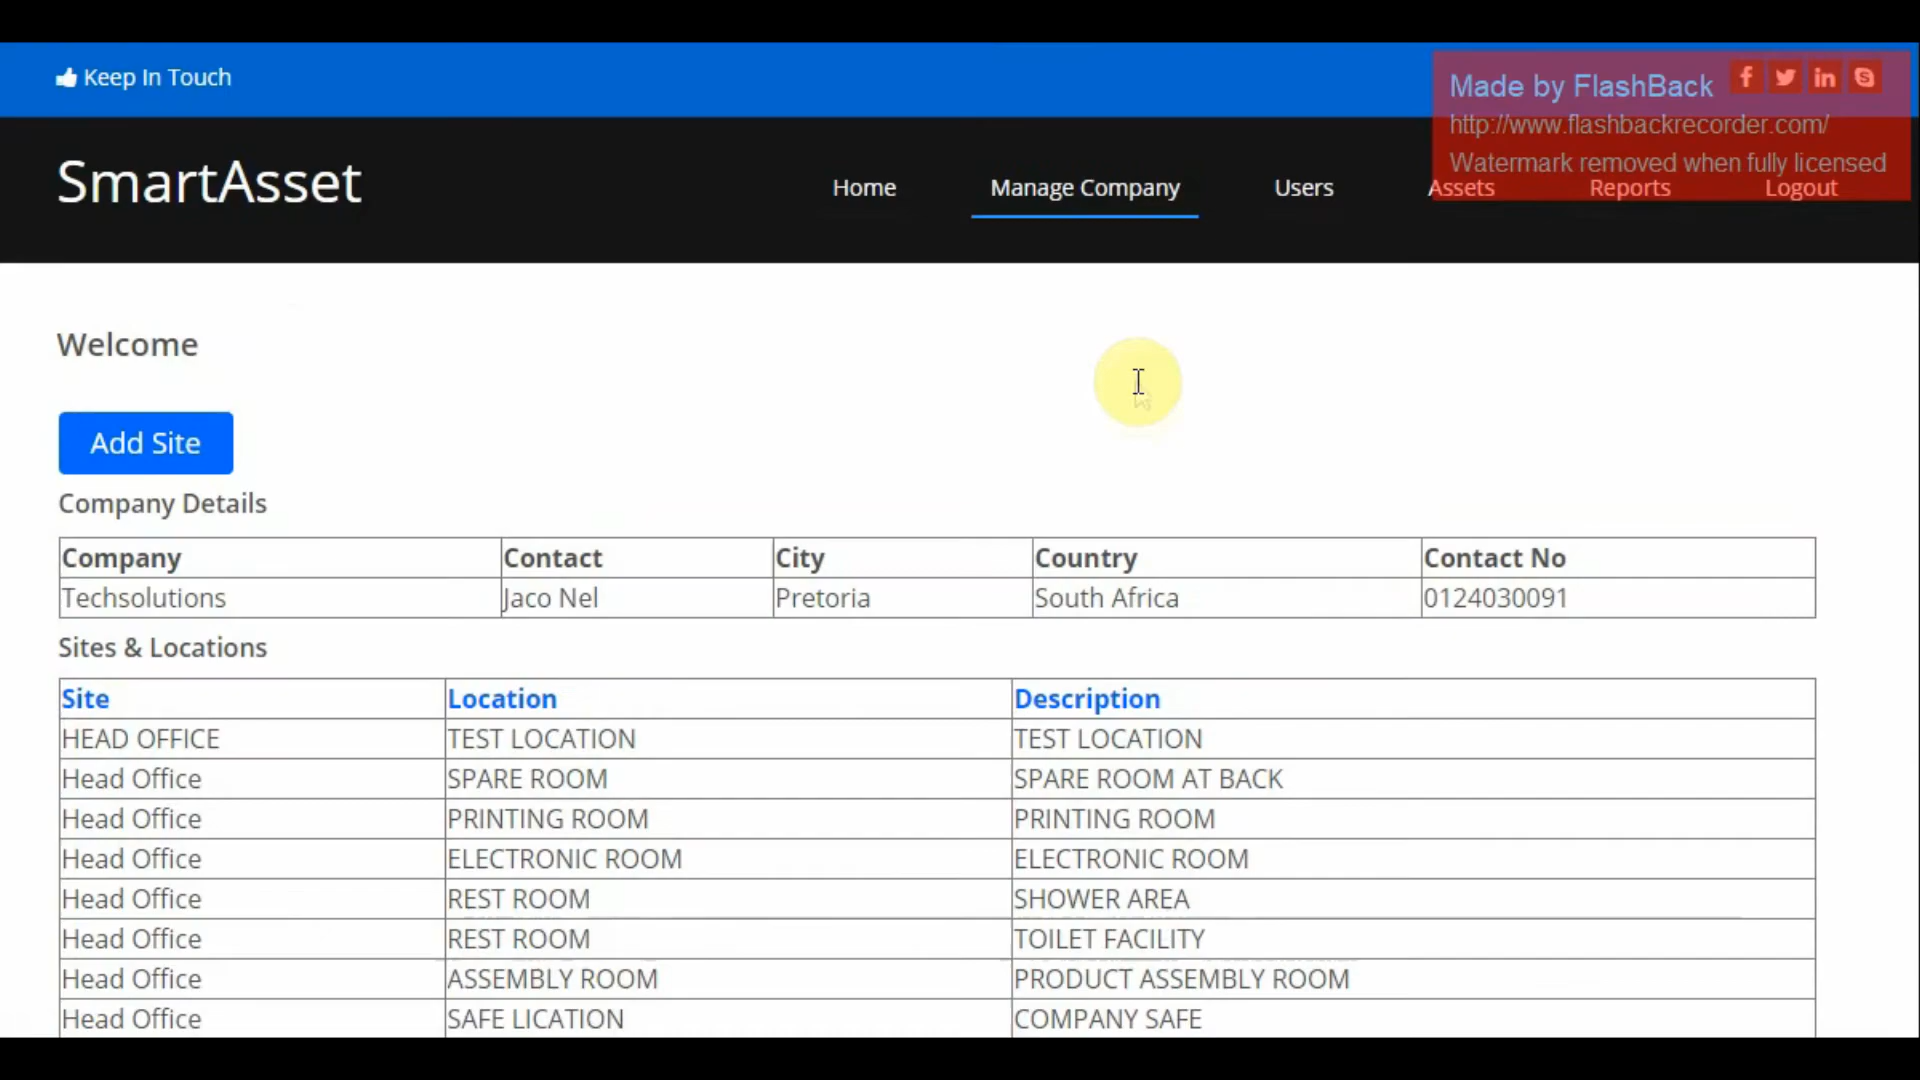 Keep In Touch
Made by FlashBack
http://www.flashbackrecorder.com/
Watermark removed when fully licensed
SmartAsset
Home Manage Company Users Assets Reports Logout
Welcome
Add Site
Company Details
Company Contact City Country Contact No
Techsolutions Jaco Nel Pretoria South Africa 0124030091
Sites & Locations
Site Location Description
HEAD OFFICE TEST LOCATION TEST LOCATION
Head Office SPARE ROOM SPARE ROOM AT BACK
Head Office PRINTING ROOM PRINTING ROOM
Head Office ELECTRONIC ROOM ELECTRONIC ROOM
Head Office REST ROOM SHOWER AREA
Head Office REST ROOM TOILET FACILITY
Head Office ASSEMBLY ROOM PRODUCT ASSEMBLY ROOM
Head Office SAFE LICATION COMPANY SAFE